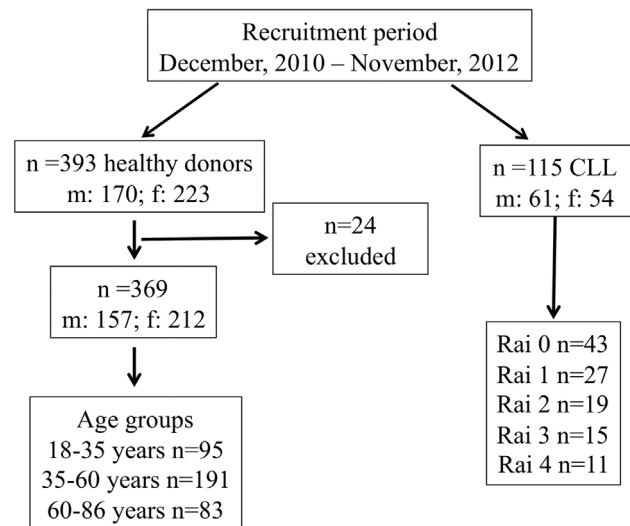 Recruitment period
December, 2010 – November, 2012
n =393 healthy donors
m: 170; f: 223
n =115 CLL
m: 61; f: 54
n=24
excluded
n =369
m: 157; f: 212
Rai 0 n=43
Rai 1 n=27
Rai 2 n=19
Rai 3 n=15
Rai 4 n=11
Age groups
18-35 years n=95
35-60 years n=191
60-86 years n=83